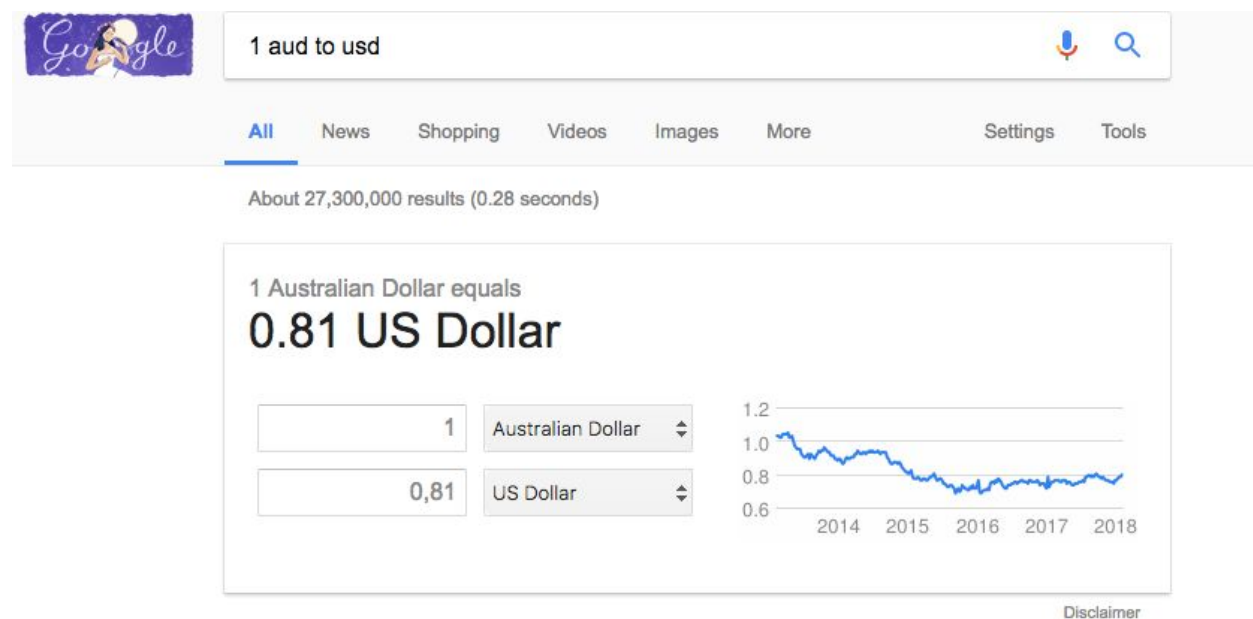 Google
1 aud to usd
All News Shopping Videos Images More Settings Tools
About 27,300,000 results (0.28 seconds)
1 Australian Dollar equals
0.81 US Dollar
1 Australian Dollar
0,81 US Dollar
1.2
1.0
0.8
0.6
2014 2015 2016 2017 2018
Disclaimer